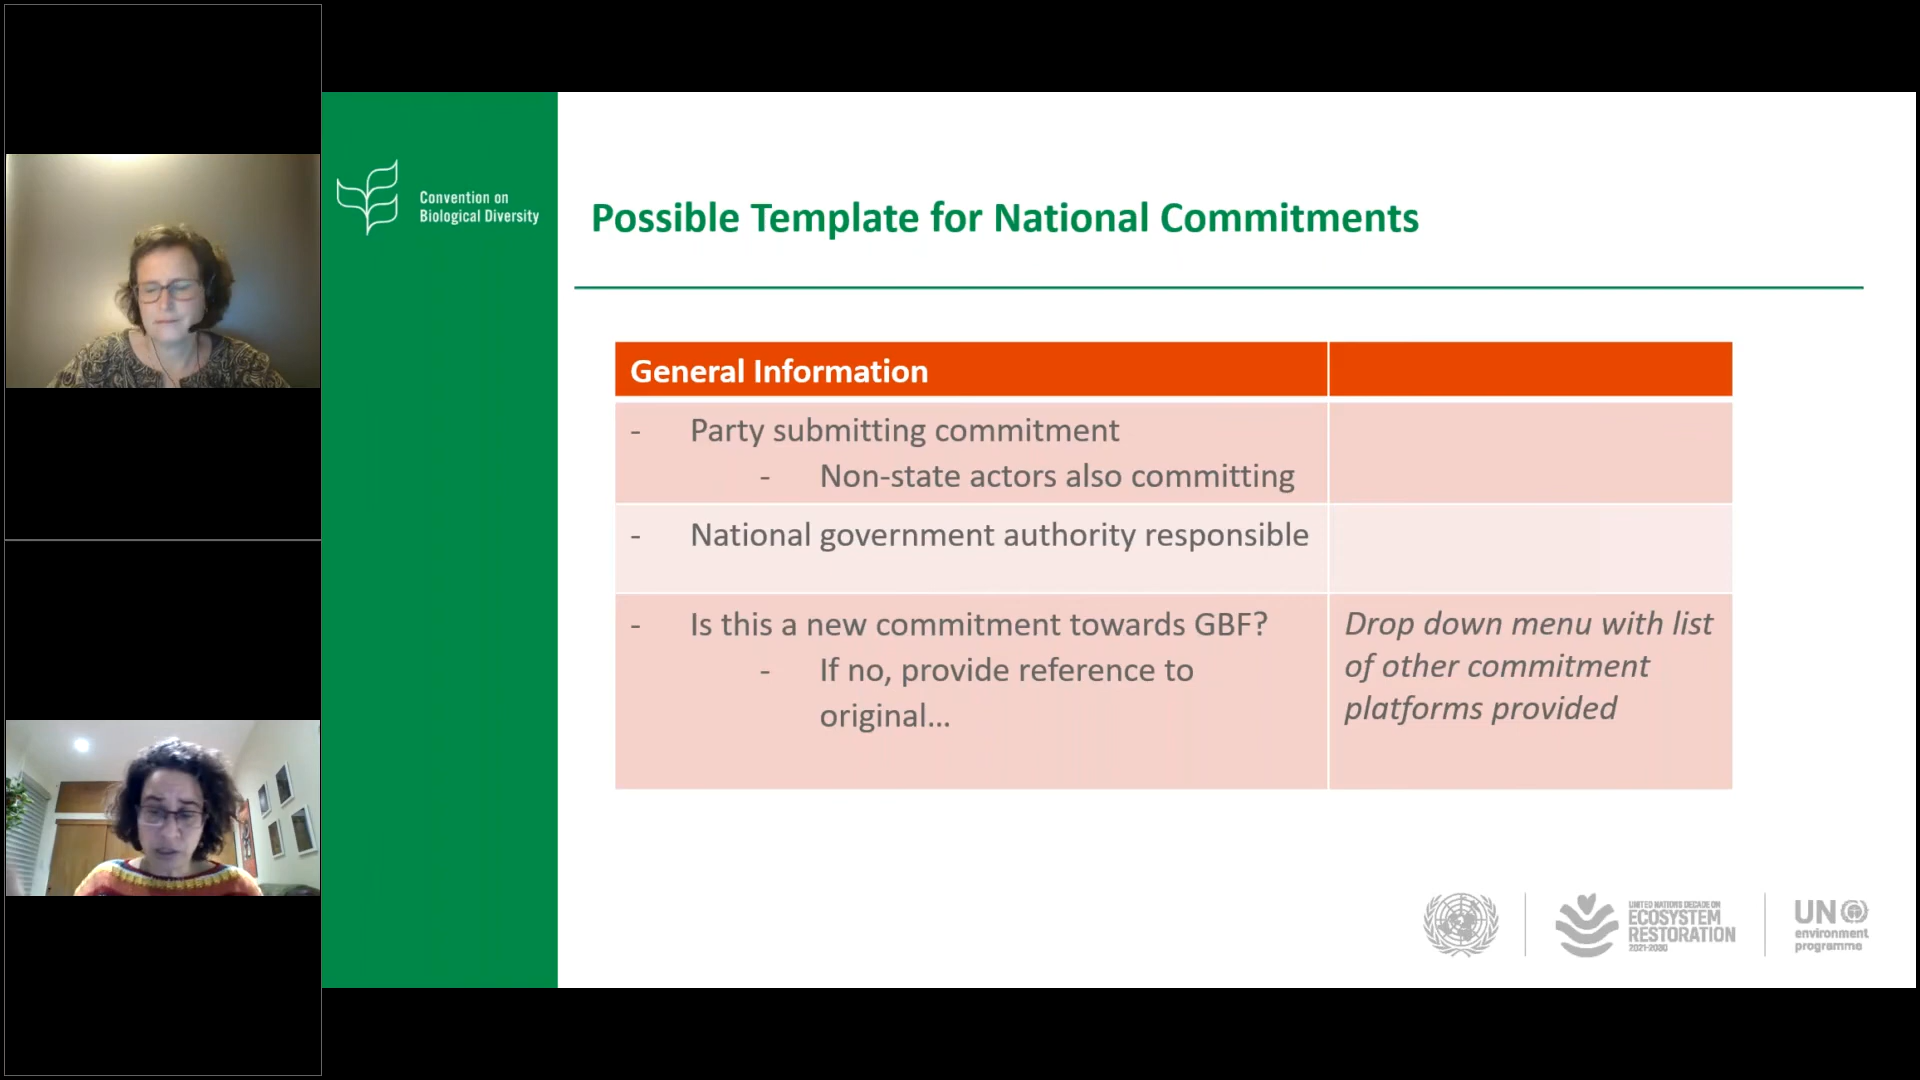 Convention on
Biological Diversity
Possible Template for National Commitments
General Information
- Party submitting commitment
- Non-state actors also committing
- National government authority responsible
- Is this a new commitment towards GBF?
- If no, provide reference to
original...
Drop down menu with list
of other commitment
platforms provided
UNITED NATIONS DECADE ON
ECOSYSTEM
RESTORATION
2021-2030
UN
environment
programme